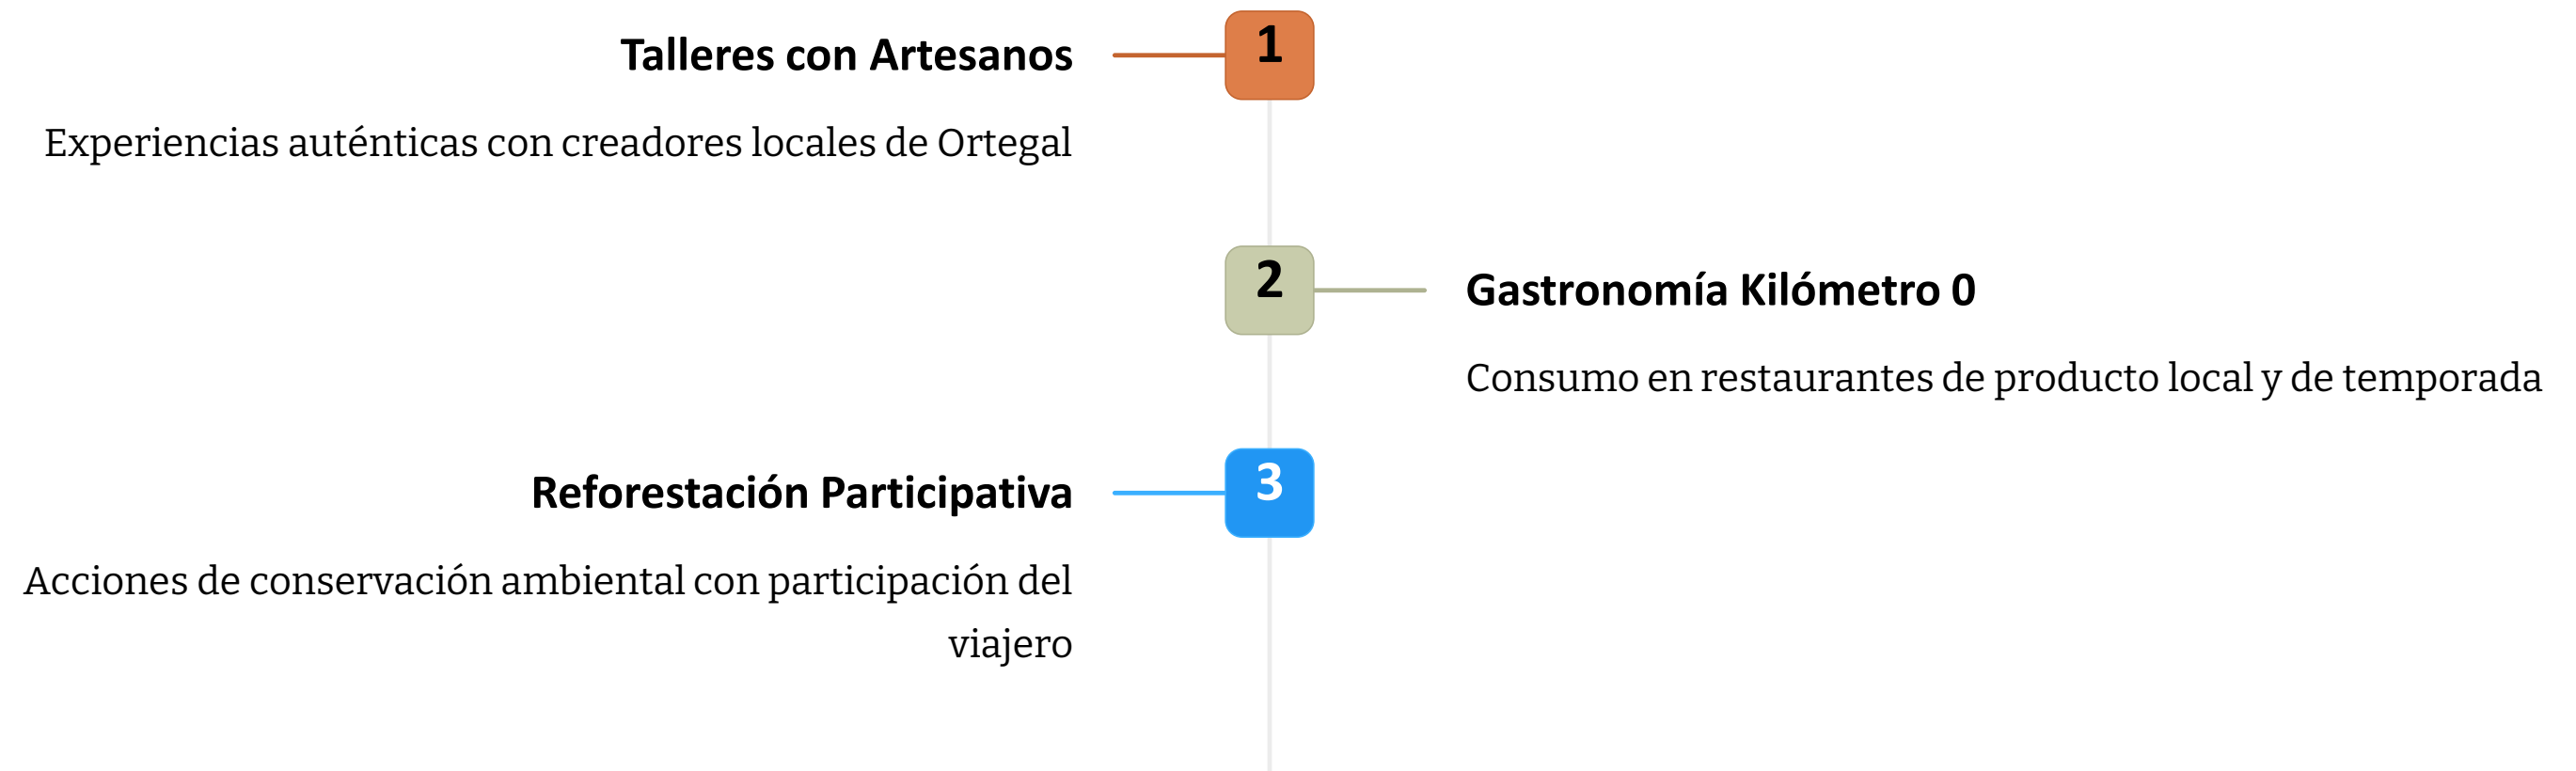 1
Talleres con Artesanos
Experiencias auténticas con creadores locales de Ortegal
2
Gastronomía Kilómetro 0
Consumo en restaurantes de producto local y de temporada
3
Reforestación Participativa
Acciones de conservación ambiental con participación del
viajero